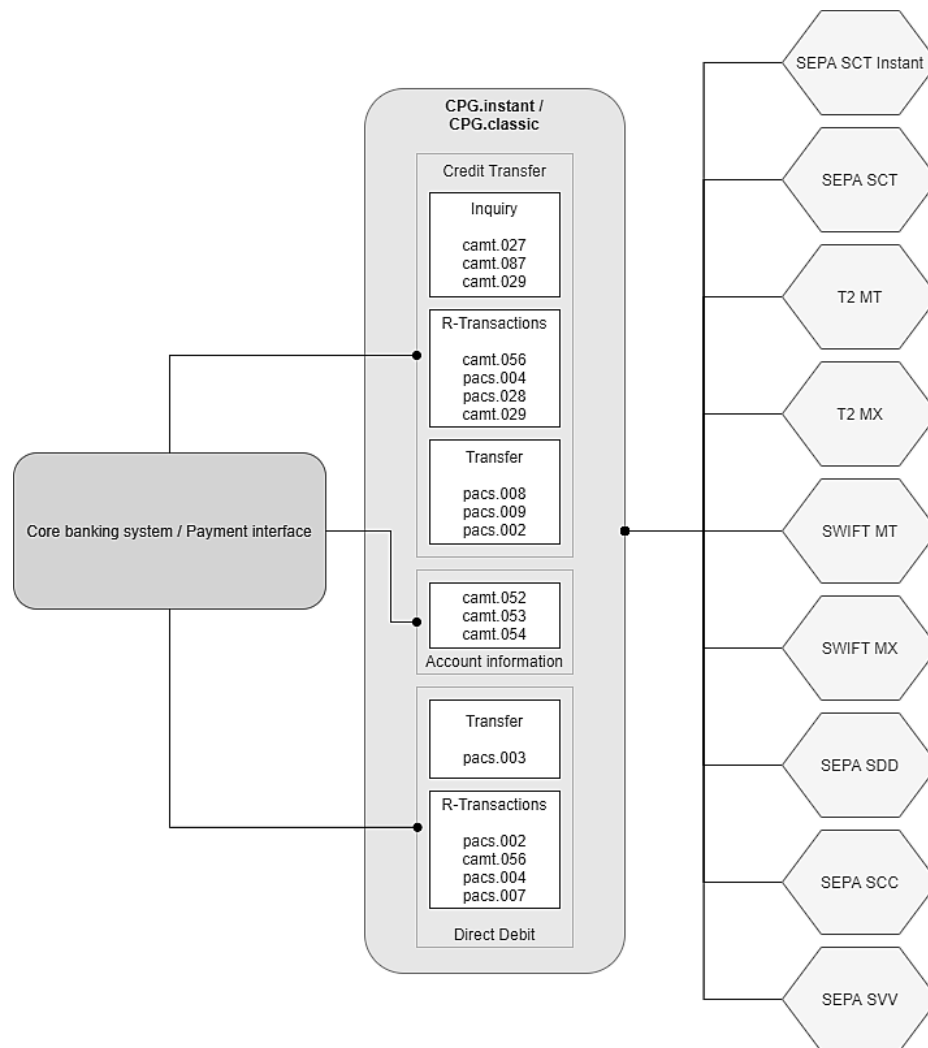 CPG.instant /
CPG.classic
Credit Transfer
Inquiry
camt.027
camt.087
camt.029
R-Transactions
camt.056
pacs.004
pacs.028
camt.029
Transfer
pacs.008
pacs.009
pacs.002
Core banking system / Payment interface
camt.052
camt.053
camt.054
Account information
Transfer
pacs.003
R-Transactions
pacs.002
camt.056
pacs.004
pacs.007
Direct Debit
SEPA SCT Instant
SEPA SCT
T2 MT
T2 MX
SWIFT MT
SWIFT MX
SEPA SDD
SEPA SCC
SEPA SVV